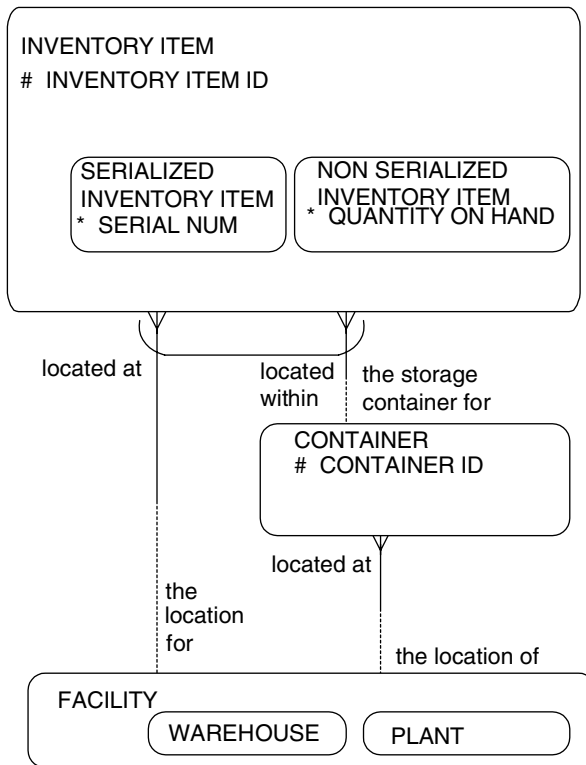 INVENTORY ITEM
# INVENTORY ITEM ID
SERIALIZED
INVENTORY ITEM
* SERIAL NUM
NON SERIALIZED
INVENTORY ITEM
* QUANTITY ON HAND
located at
located
within
the storage
container for
CONTAINER
# CONTAINER ID
located at
the
location
for
the location of
FACILITY
WAREHOUSE
PLANT